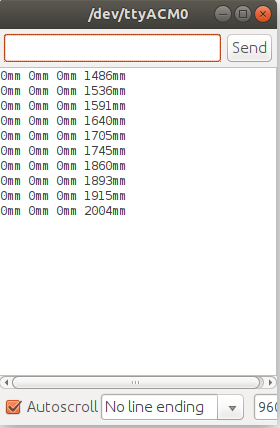 /dev/ttyACM0
Send
0mm 0mm 0mm 1486mm
0mm 0mm 0mm 1536mm
0mm 0mm 0mm 1591mm
0mm 0mm 0mm 1640mm
0mm 0mm 0mm 1705mm
0mm 0mm 0mm 1745mm
0mm 0mm 0mm 1860mm
0mm 0mm 0mm 1893mm
0mm 0mm 0mm 1915mm
0mm 0mm 0mm 2004mm
Autoscroll No line ending 960